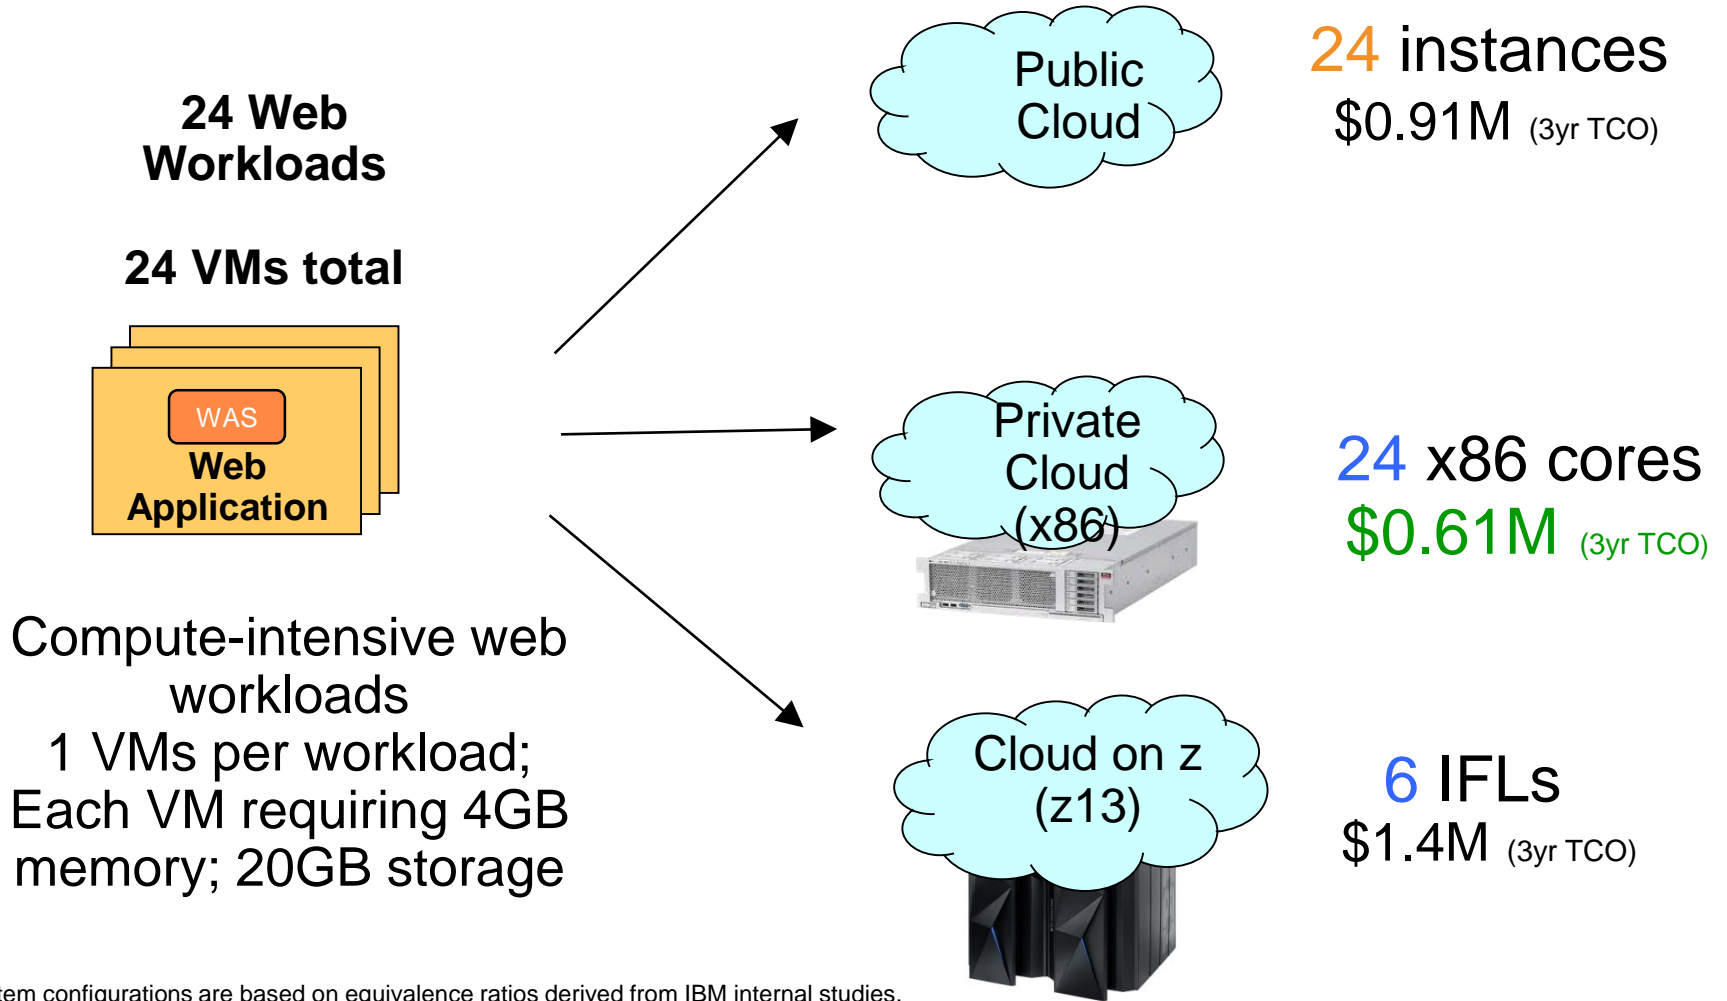 24 Web
Workloads
24 VMs total
WAS
Web
Application
Compute-intensive web
workloads
1 VMs per workload;
Each VM requiring 4GB
memory; 20GB storage
Public
Cloud
24 instances
$0.91M (3yr TCO)
Private
Cloud
(x86)
24 x86 cores
$0.61M (3yr TCO)
Cloud on z
(z13)
6 IFLs
$1.4M (3yr TCO)
configurations are based on equivalence ratios derived from IBM internal studies.